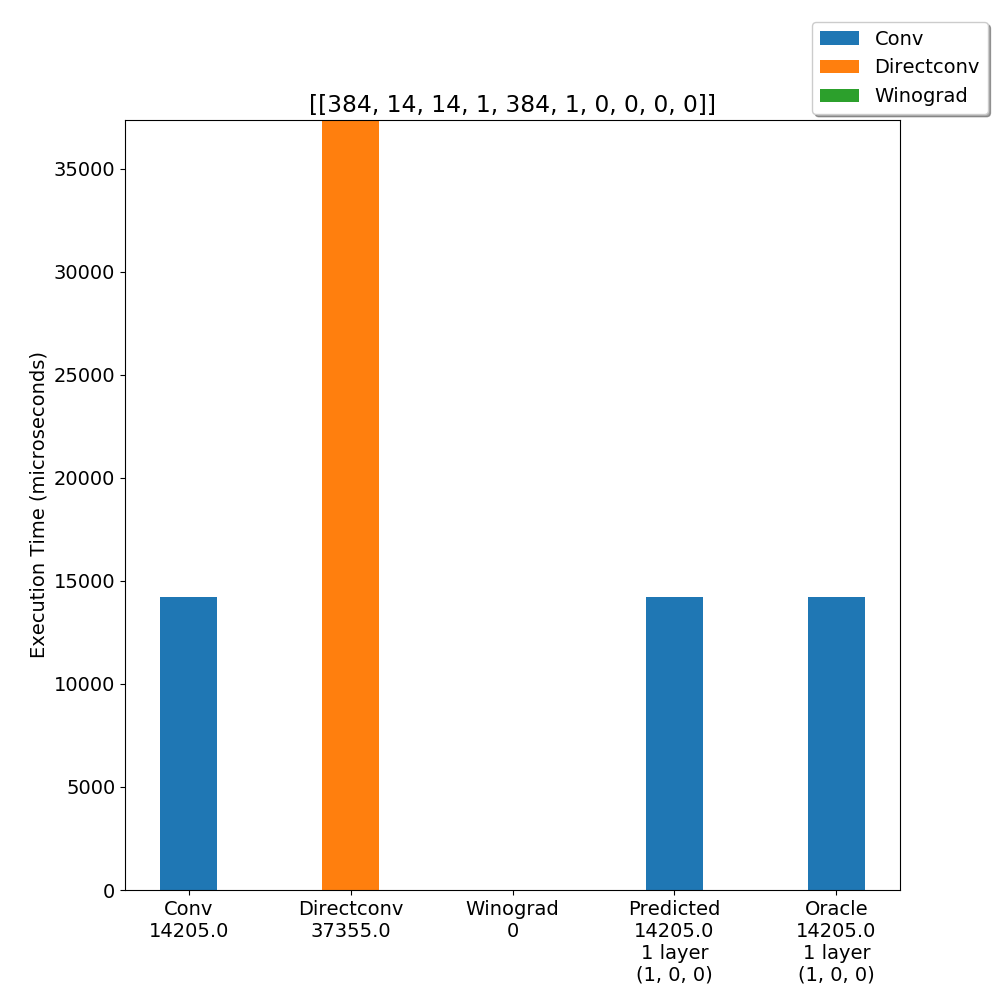 Conv
Directconv
Winograd
[[384, 14, 14, 1, 384, 1, 0, 0, 0, 0]]
Execution Time (microseconds)
35000
30000
25000
20000
15000
10000
5000
0
Conv
14205.0
Directconv
37355.0
Winograd
0
Predicted
14205.0
1 layer
(1, 0, 0)
Oracle
14205.0
1 layer
(1, 0, 0)